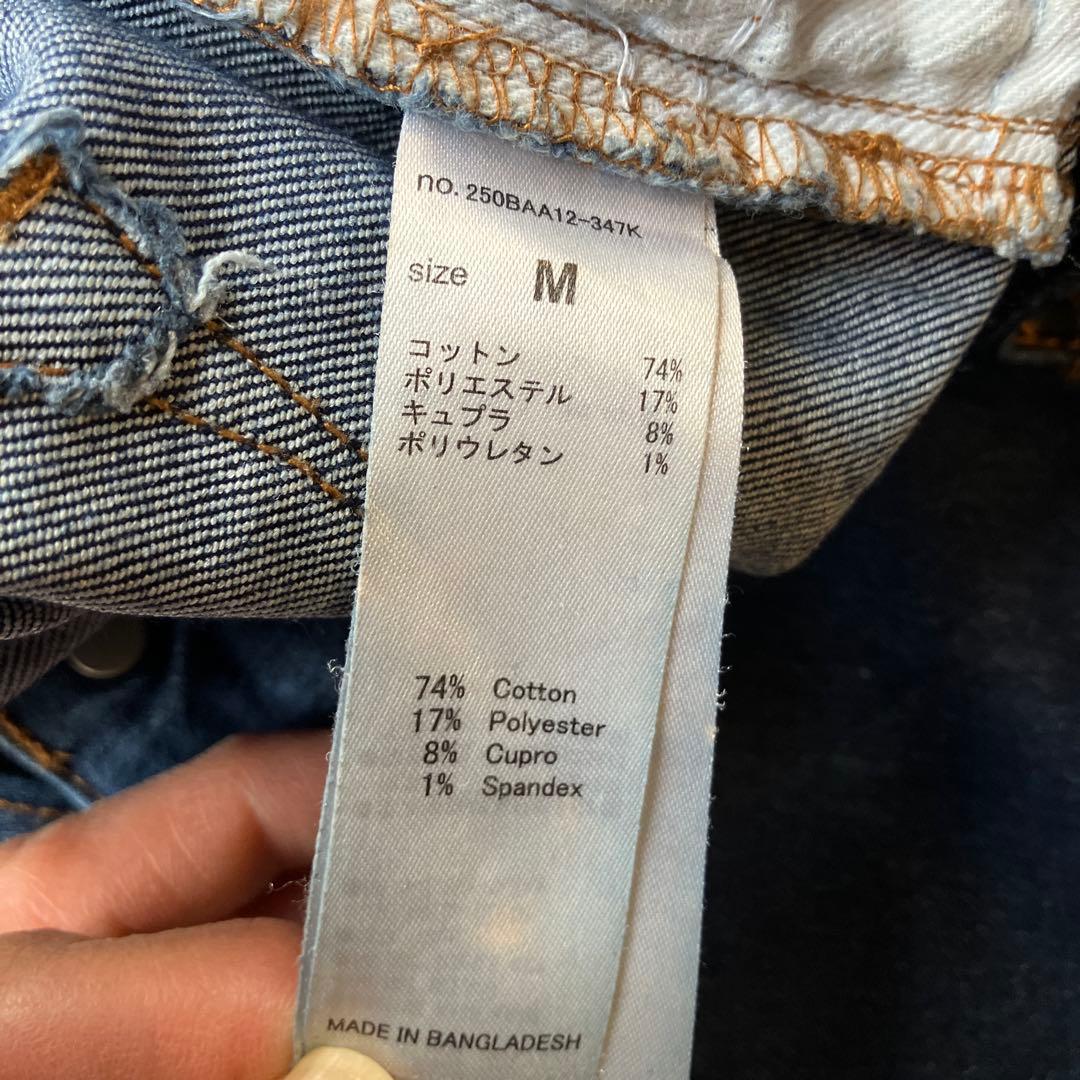 no. 250BAA12-347K
size M
コットン 74%
ポリエステル 17%
キュプラ 8%
ポリウレタン 1%
74% Cotton
17% Polyester
8% Cupro
1% Spandex
MADE IN BANGLADESH